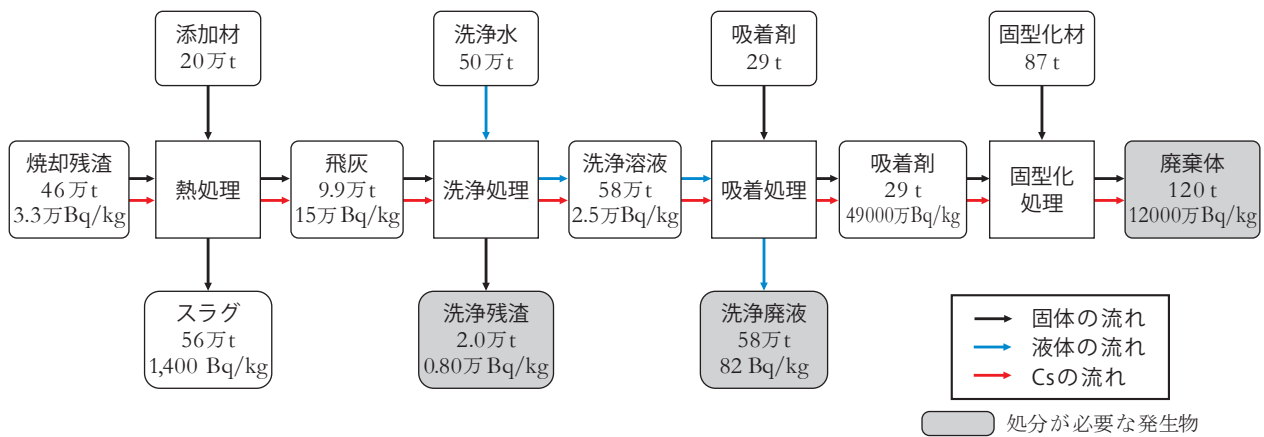 添加材
20万t
洗浄水
50万t
吸着剤
29 t
固型化材
87 t
焼却残渣
46万t
3.3万Bq/kg
熱処理
飛灰
9.9万t
15万Bq/kg
洗浄処理
洗浄溶液
58万t
2.5万Bq/kg
吸着処理
吸着剤
29 t
49000万Bq/kg
固型化
処理
廃棄体
120 t
12000万Bq/kg
スラグ
56万t
1,400 Bq/kg
洗浄残渣
2.0万t
0.80万Bq/kg
洗浄廃液
58万t
82 Bq/kg
固体の流れ
液体の流れ
Csの流れ
処分が必要な発生物